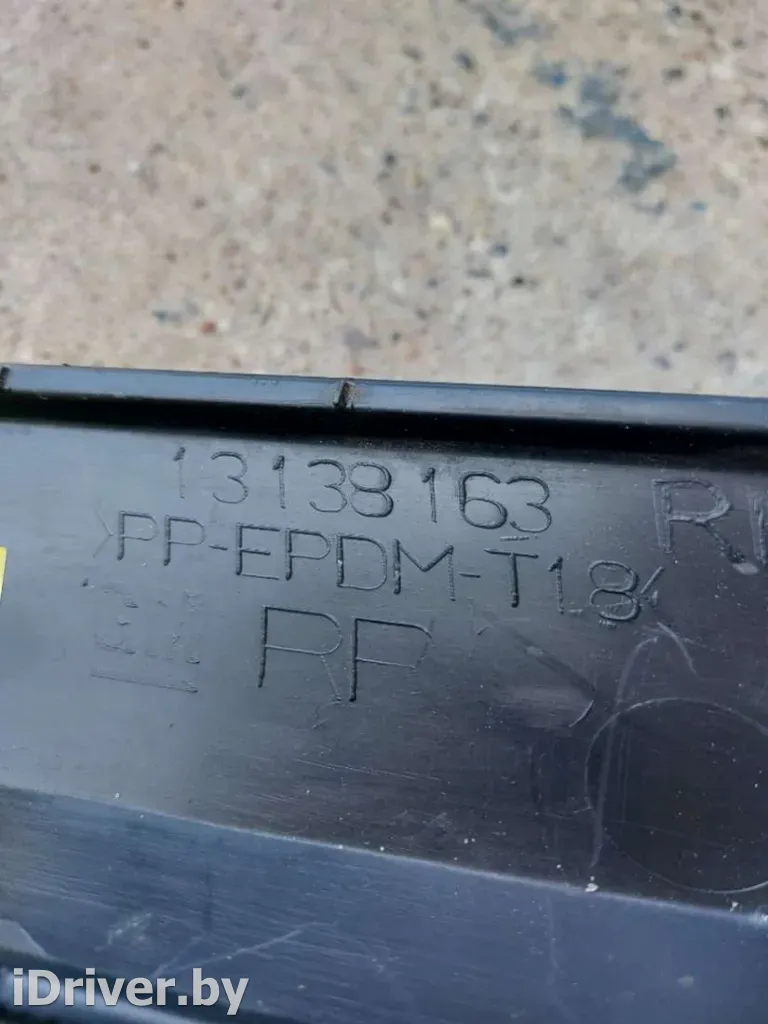 13138163
>PP-EPDM-T18<
RP
iDriver.by